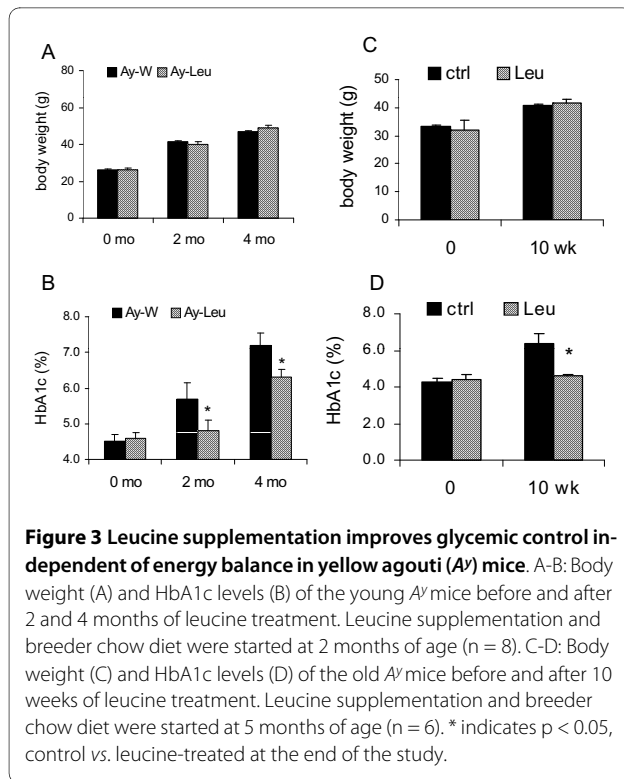 A
Ay-W Ay-Leu
body weight (g)
80
60
40
20
0
0 mo 2 mo 4 mo
C
ctrl Leu
body weight (g)
50
40
30
20
10
0
0 10 wk
B
Ay-W Ay-Leu
HbA1c (%)
8.0
7.0
6.0
5.0
4.0
* *
0 mo 2 mo 4 mo
D
ctrl Leu
HbA1c (%)
8.0
6.0
4.0
2.0
0.0
*
0 10 wk
Figure 3 Leucine supplementation improves glycemic control in-
dependent of energy balance in yellow agouti (Aʸ) mice. A-B: Body
weight (A) and HbA1c levels (B) of the young Aʸ mice before and after
2 and 4 months of leucine treatment. Leucine supplementation and
breeder chow diet were started at 2 months of age (n = 8). C-D: Body
weight (C) and HbA1c levels (D) of the old Aʸ mice before and after 10
weeks of leucine treatment. Leucine supplementation and breeder
chow diet were started at 5 months of age (n = 6). * indicates p < 0.05,
control vs. leucine-treated at the end of the study.